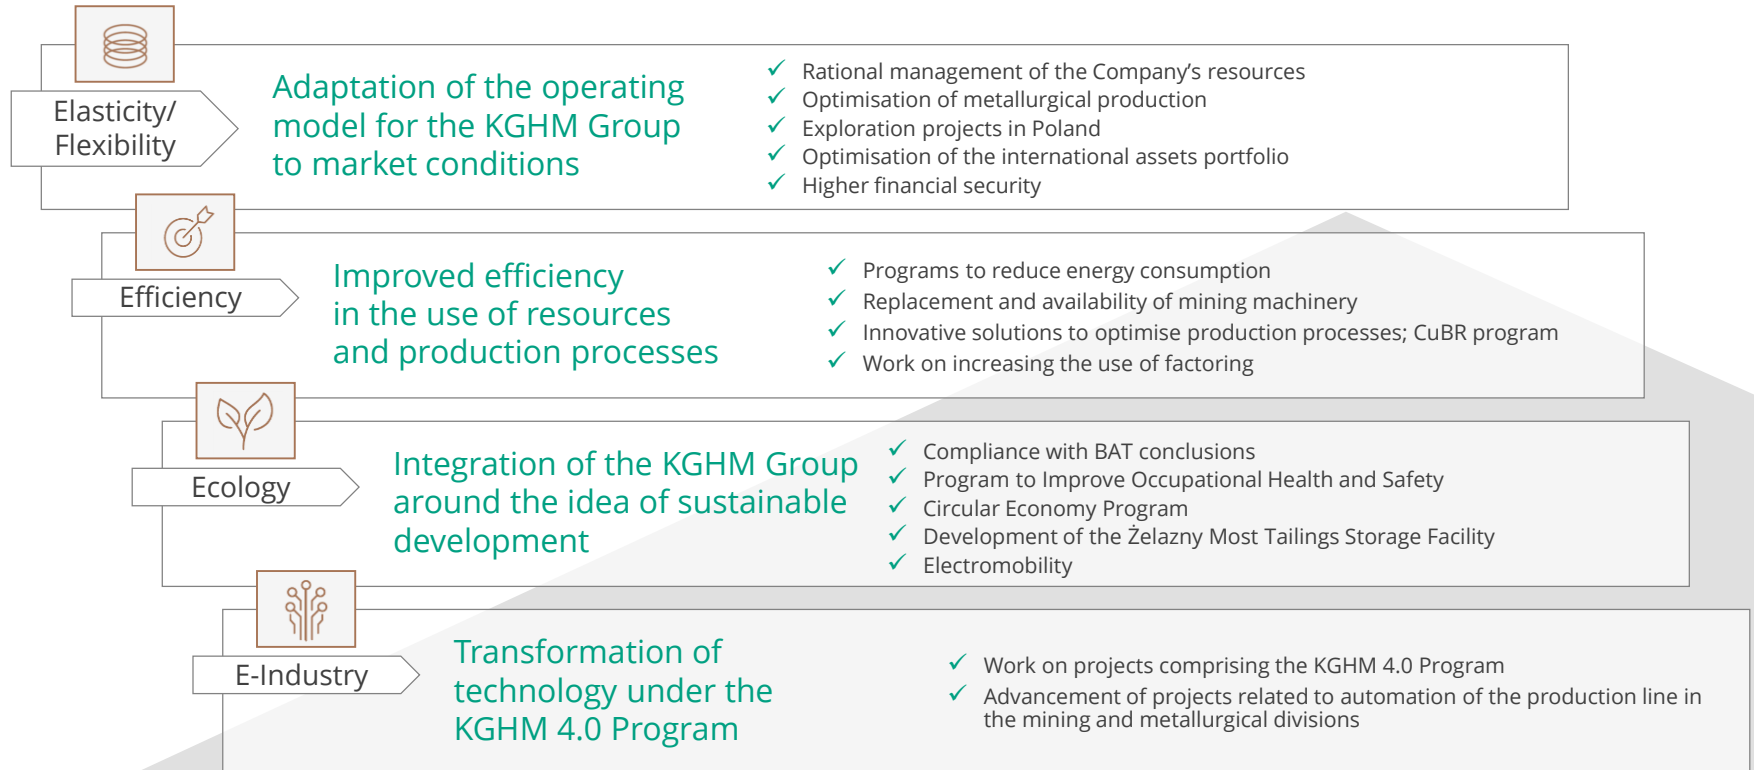 Elasticity/
Flexibility
Adaptation of the operating
model for the KGHM Group
to market conditions
✓ Rational management of the Company’s resources
✓ Optimisation of metallurgical production
✓ Exploration projects in Poland
✓ Optimisation of the international assets portfolio
✓ Higher financial security
Efficiency
Improved efficiency
in the use of resources
and production processes
✓ Programs to reduce energy consumption
✓ Replacement and availability of mining machinery
✓ Innovative solutions to optimise production processes; CuBR program
✓ Work on increasing the use of factoring
Ecology
Integration of the KGHM Group
around the idea of sustainable
development
✓ Compliance with BAT conclusions
✓ Program to Improve Occupational Health and Safety
✓ Circular Economy Program
✓ Development of the Żelazny Most Tailings Storage Facility
✓ Electromobility
E-Industry
Transformation of
technology under the
KGHM 4.0 Program
✓ Work on projects comprising the KGHM 4.0 Program
✓ Advancement of projects related to automation of the production line in
the mining and metallurgical divisions